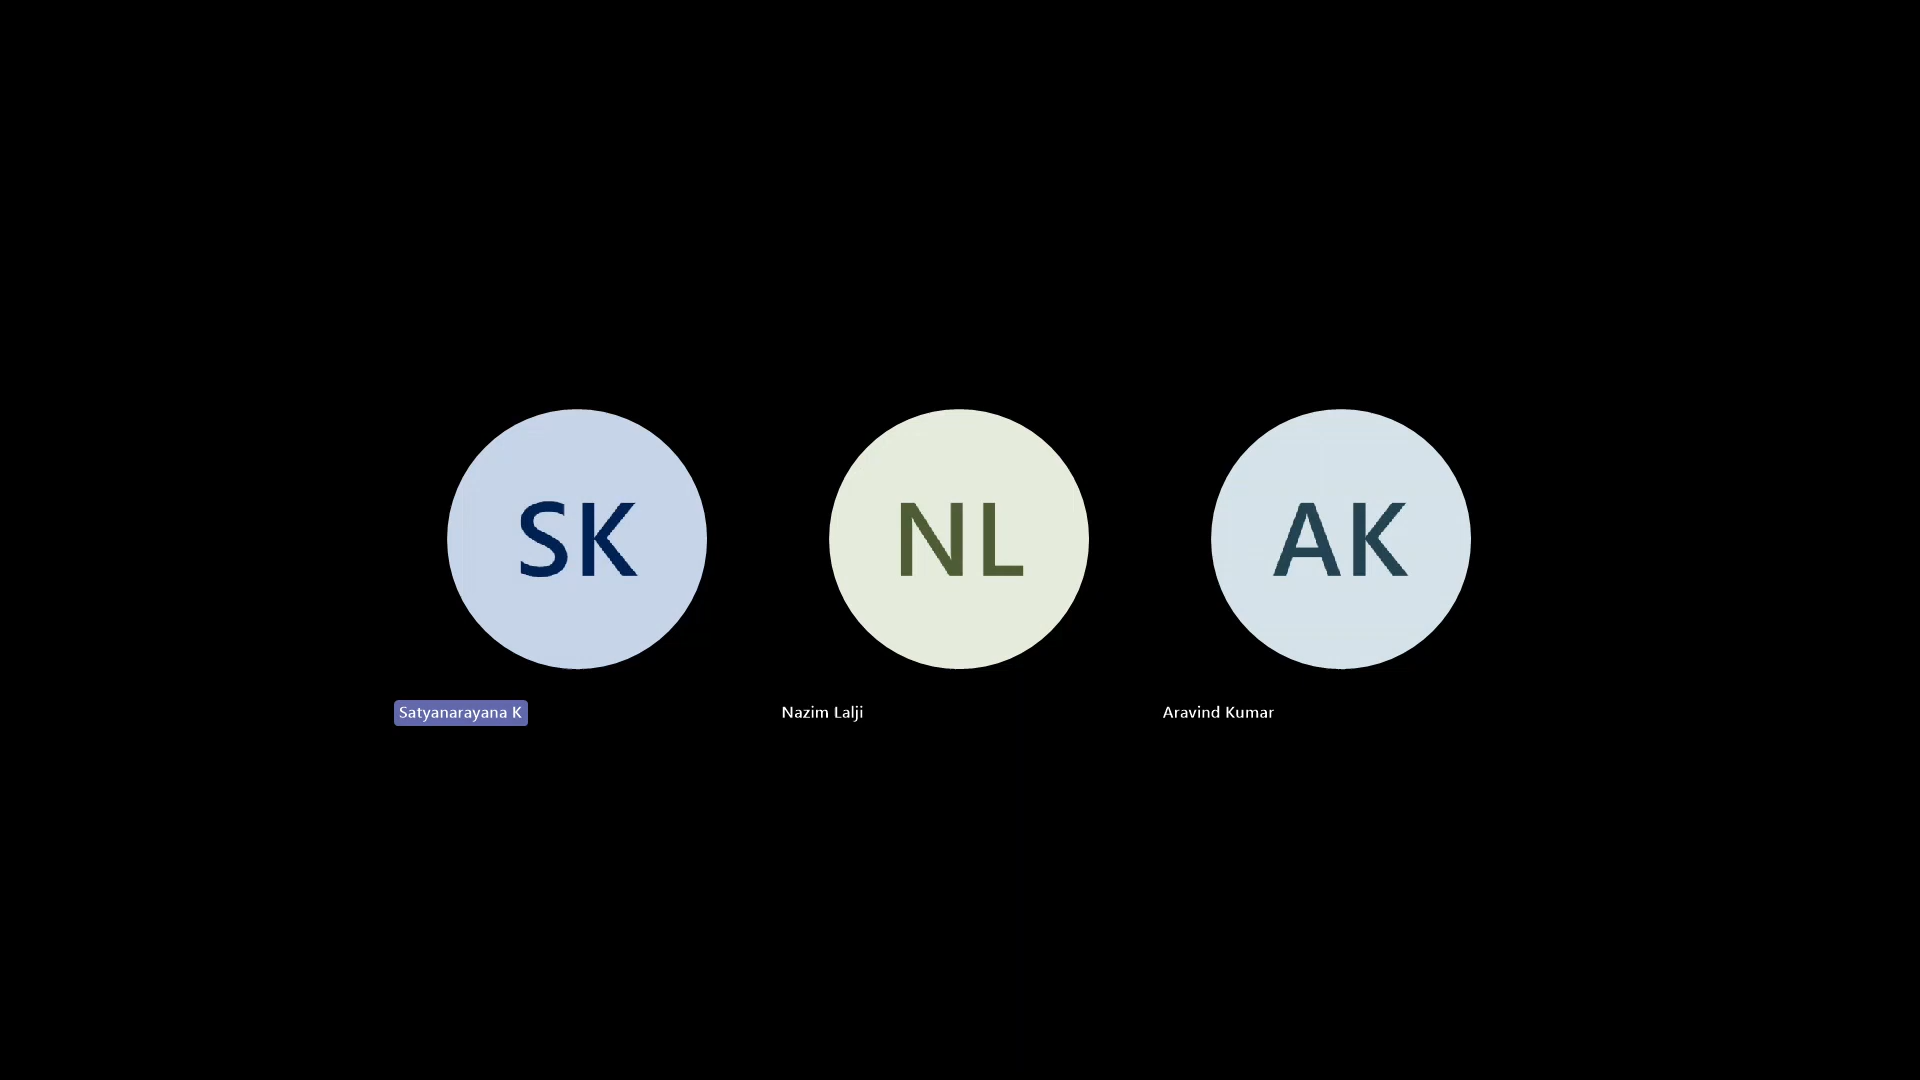 SK
NL
AK
Satyanarayana K
Nazim Lalji
Aravind Kumar